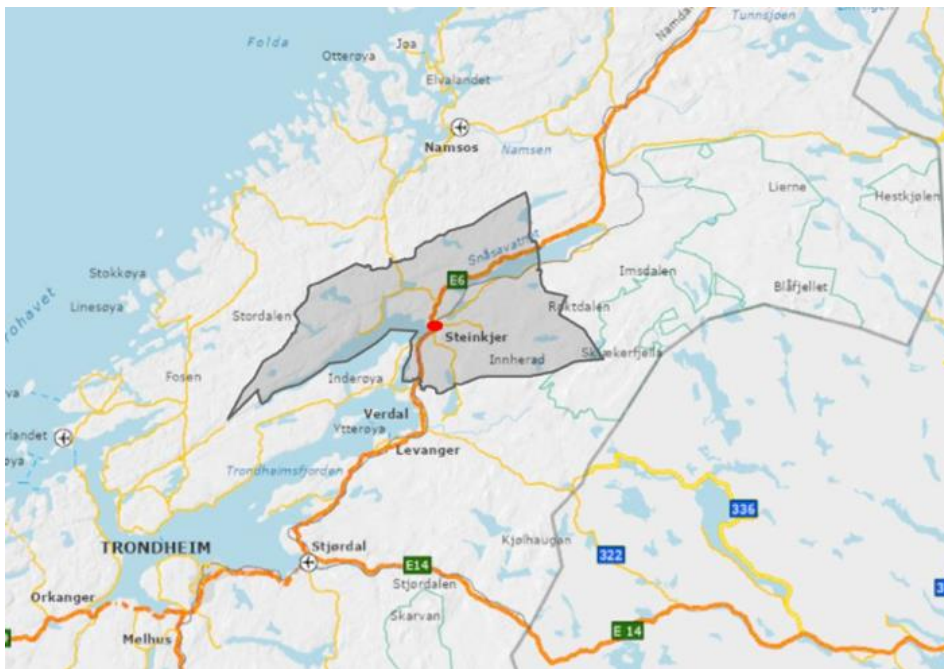 Tunnsjøen
Folda
Jøa
Otterøya
Elvalandet
Namsos
Namsen
Lierne
Hestkjølen
Snåsavatnet
Stokkøya
Imsdalen
E6
Blåfjellet
Linesøya
Stordalen
Steinkjer
Innherad
Fosen
Inderøya
Verdal
Ytterøya
Levanger
Trondheimsfjorden
336
TRONDHEIM
Stjørdal
Kjølhaugan
322
E14
Stjørdalen
Orkanger
Skarvan
E 14
Melhus